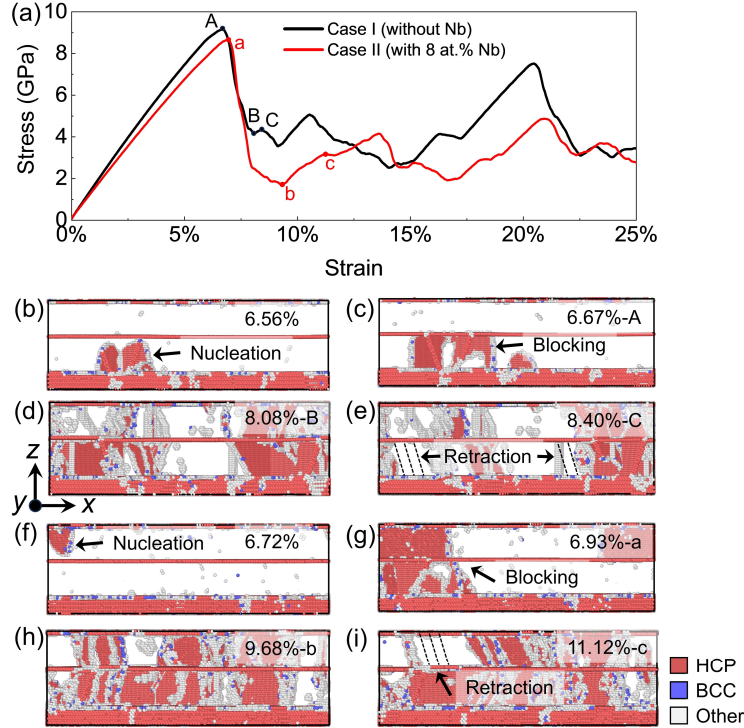 (a)
10
8
6
4
2
0
Stress (GPa)
Case I (without Nb)
Case II (with 8 at.% Nb)
A
a
B C
b
c
0% 5% 10% 15% 20% 25%
Strain
(b) 6.56%
Nucleation
(c) 6.67%-A
Blocking
(d) 8.08%-B
(e) 8.40%-C
Retraction
z
y x
(f) Nucleation 6.72%
(g) 6.93%-a
Blocking
(h) 9.68%-b
(i) 11.12%-c
Retraction
HCP
BCC
Other